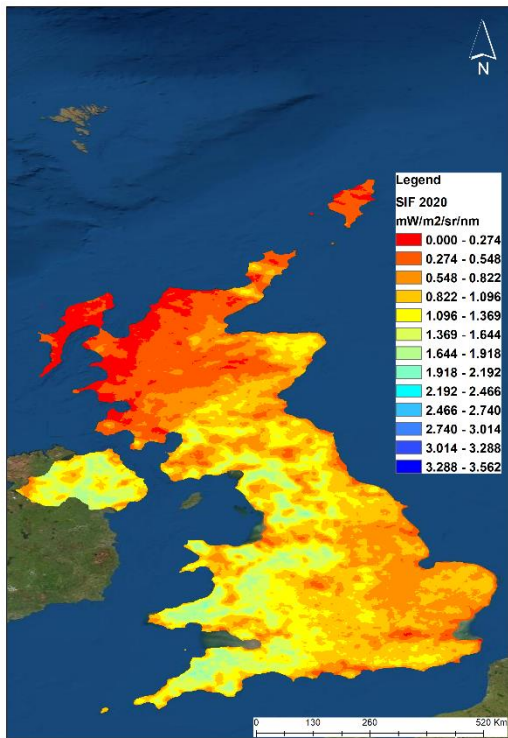 N
Legend
SIF 2020
mW/m2/sr/nm
0.000 - 0.274
0.274 - 0.548
0.548 - 0.822
0.822 - 1.096
1.096 - 1.369
1.369 - 1.644
1.644 - 1.918
1.918 - 2.192
2.192 - 2.466
2.466 - 2.740
2.740 - 3.014
3.014 - 3.288
3.288 - 3.562
0 130 260 520 Km